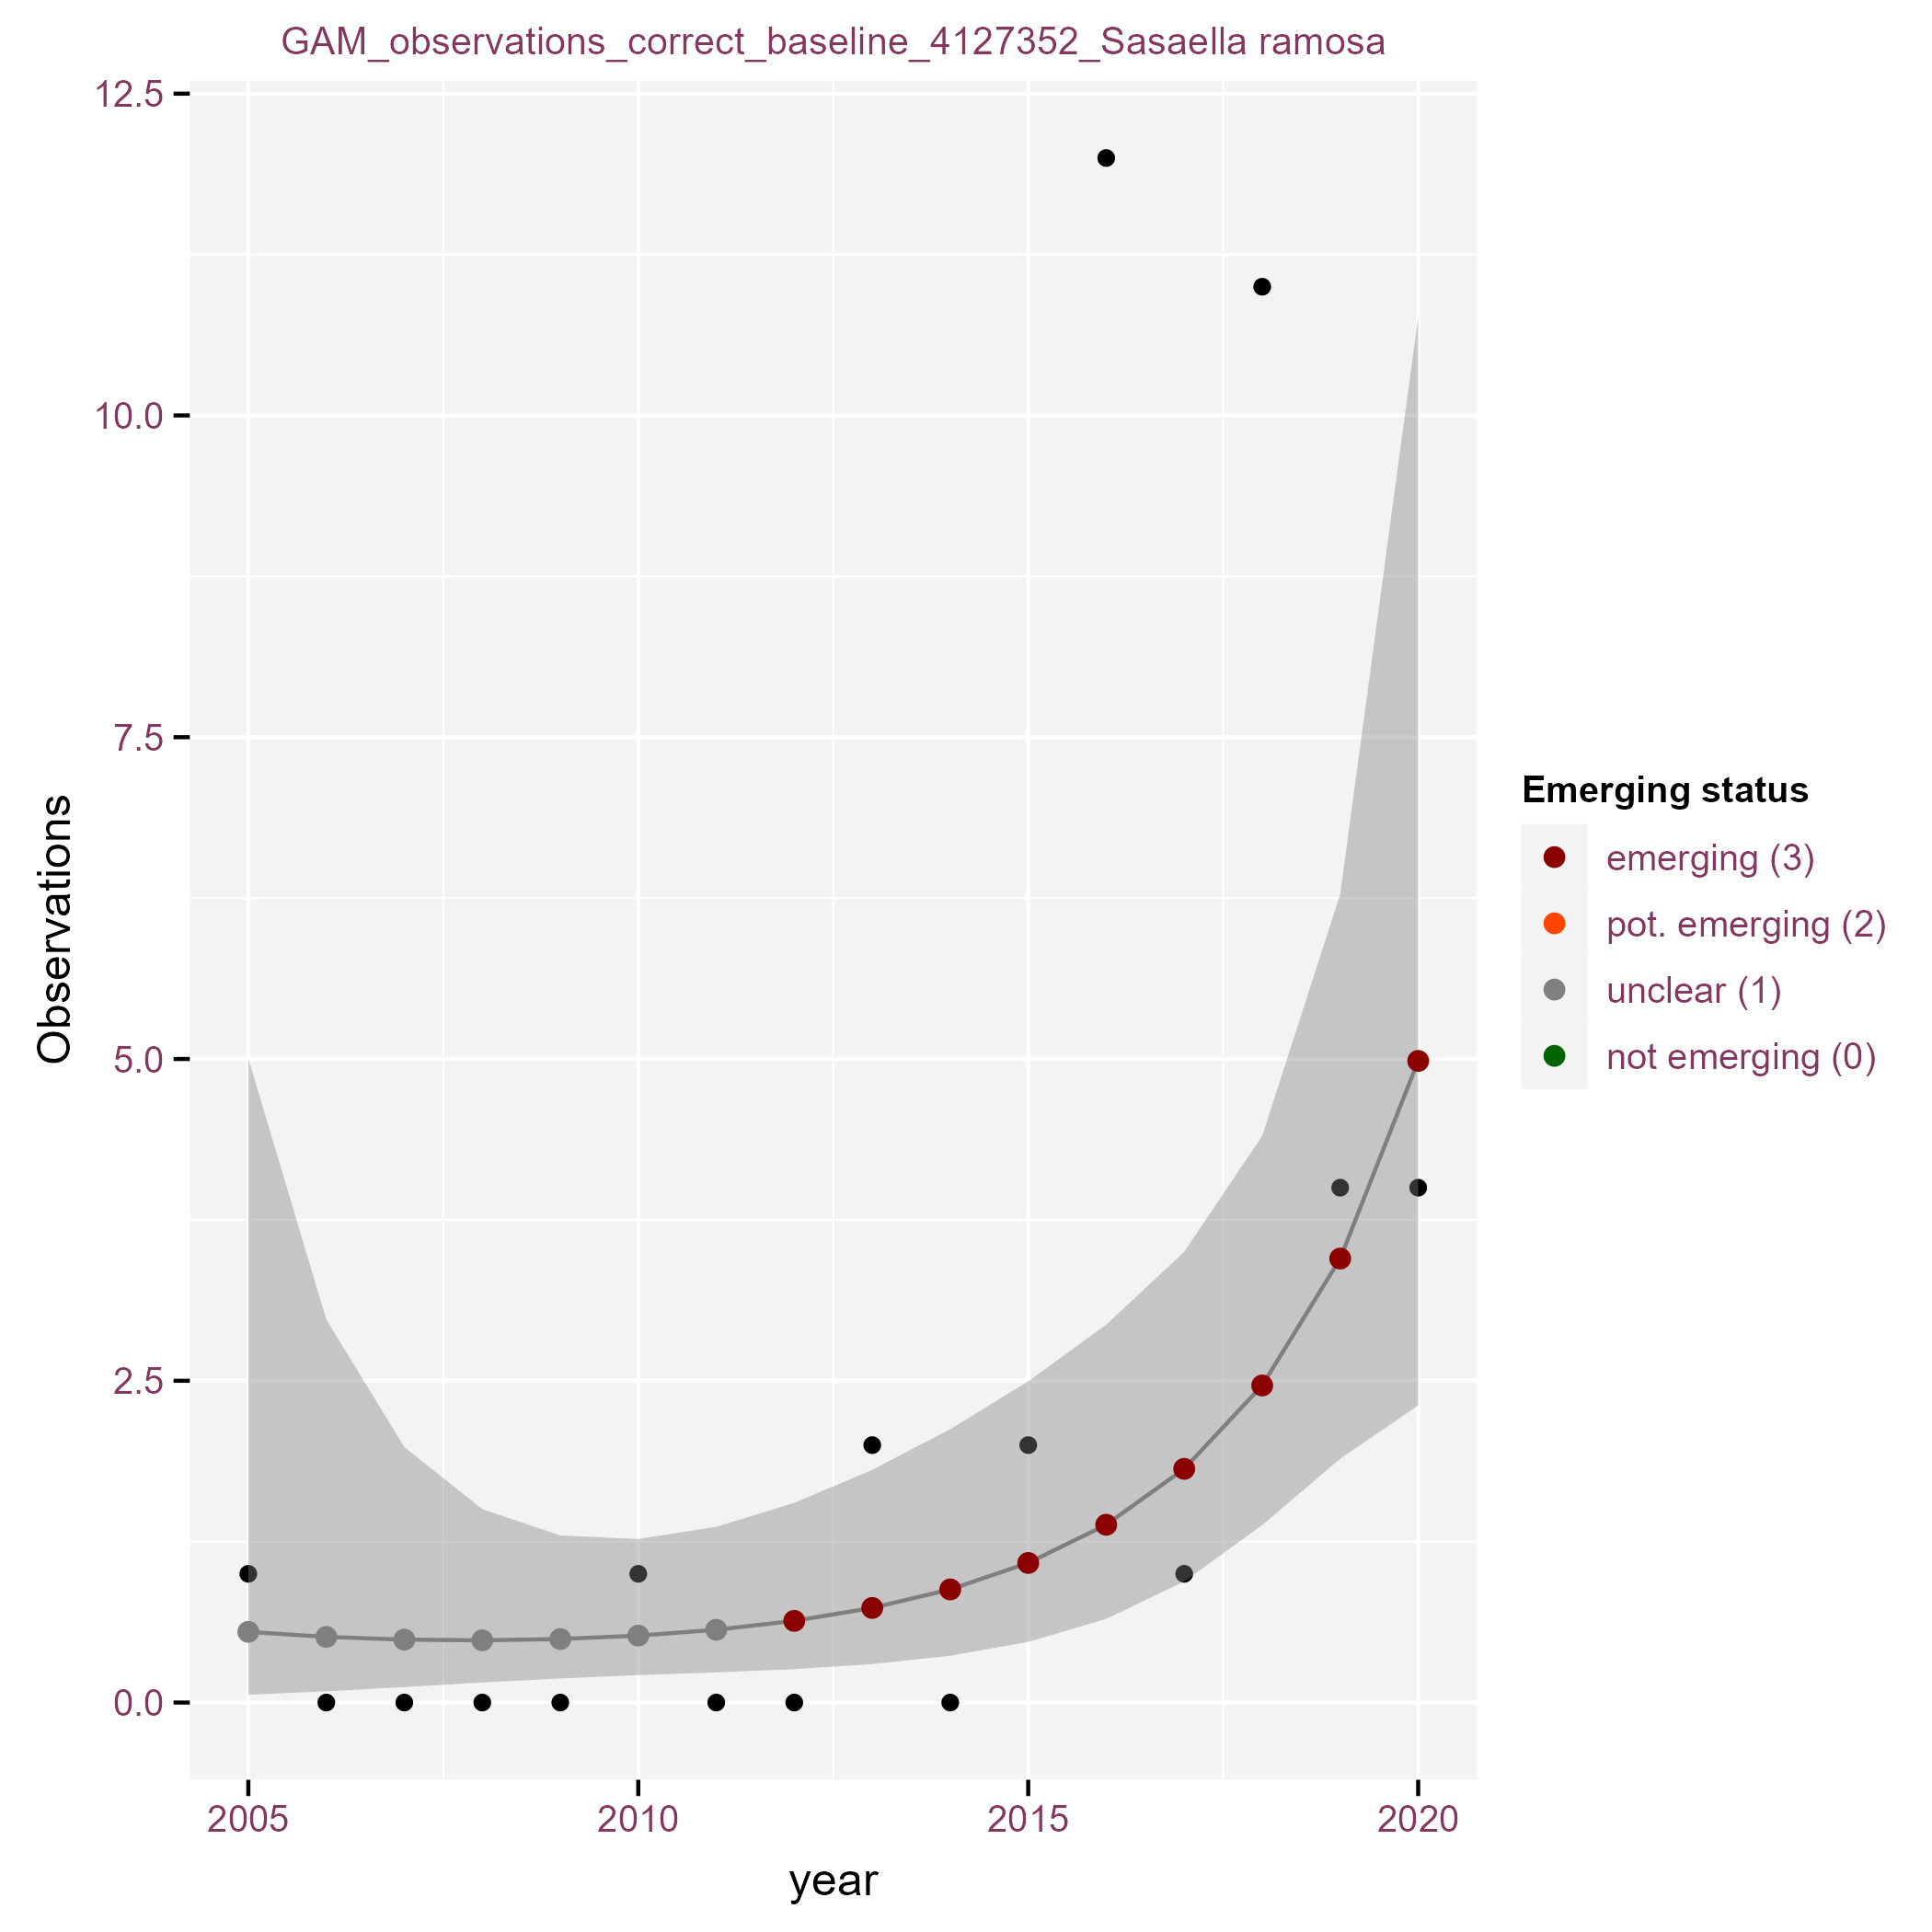 GAM_observations_correct_baseline_4127352_Sasaella ramosa
12.5
10.0
7.5
5.0
2.5
0.0
Observations
2005
2010
2015
2020
year
Emerging status
emerging (3)
pot. emerging (2)
unclear (1)
not emerging (0)